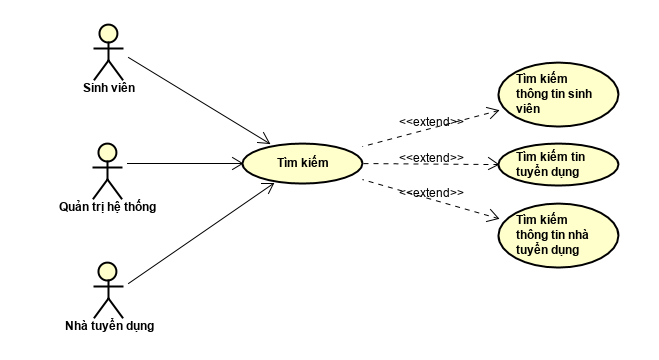 Sinh viên
Quản trị hệ thống
Nhà tuyển dụng
Tìm kiếm
<<extend>>
<<extend>>
<<extend>>
Tìm kiếm
thông tin sinh
viên
Tìm kiếm tin
tuyển dụng
Tìm kiếm
thông tin nhà
tuyển dụng